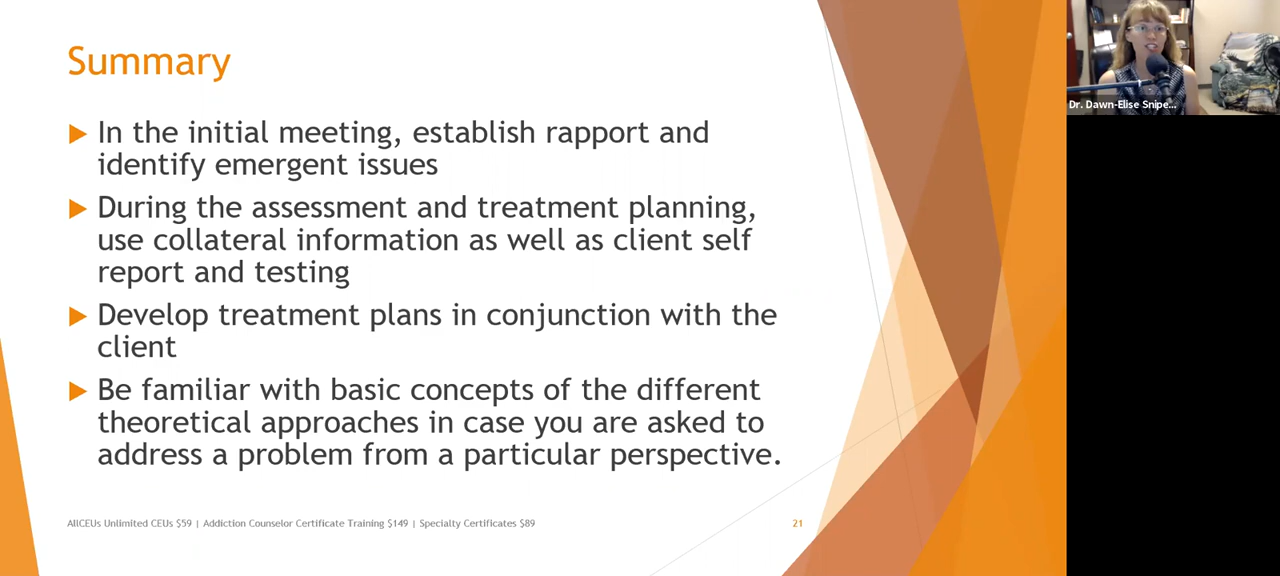 Summary
In the initial meeting, establish rapport and
identify emergent issues
During the assessment and treatment planning,
use collateral information as well as client self
report and testing
Develop treatment plans in conjunction with the
client
Be familiar with basic concepts of the different
theoretical approaches in case you are asked to
address a problem from a particular perspective.
AllCEUs Unlimited CEUs $59 | Addiction Counselor Certificate Training $149 | Specialty Certificates $89
21
Dr. Dawn-Elise Snipe...